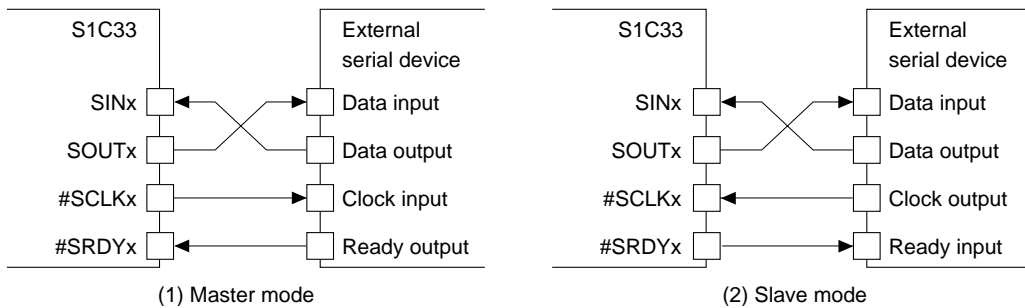 S1C33
External
serial device
SINx
Data input
SOUTx
Data output
#SCLKx
Clock input
#SRDYx
Ready output
(1) Master mode
S1C33
External
serial device
SINx
Data input
SOUTx
Data output
#SCLKx
Clock output
#SRDYx
Ready input
(2) Slave mode